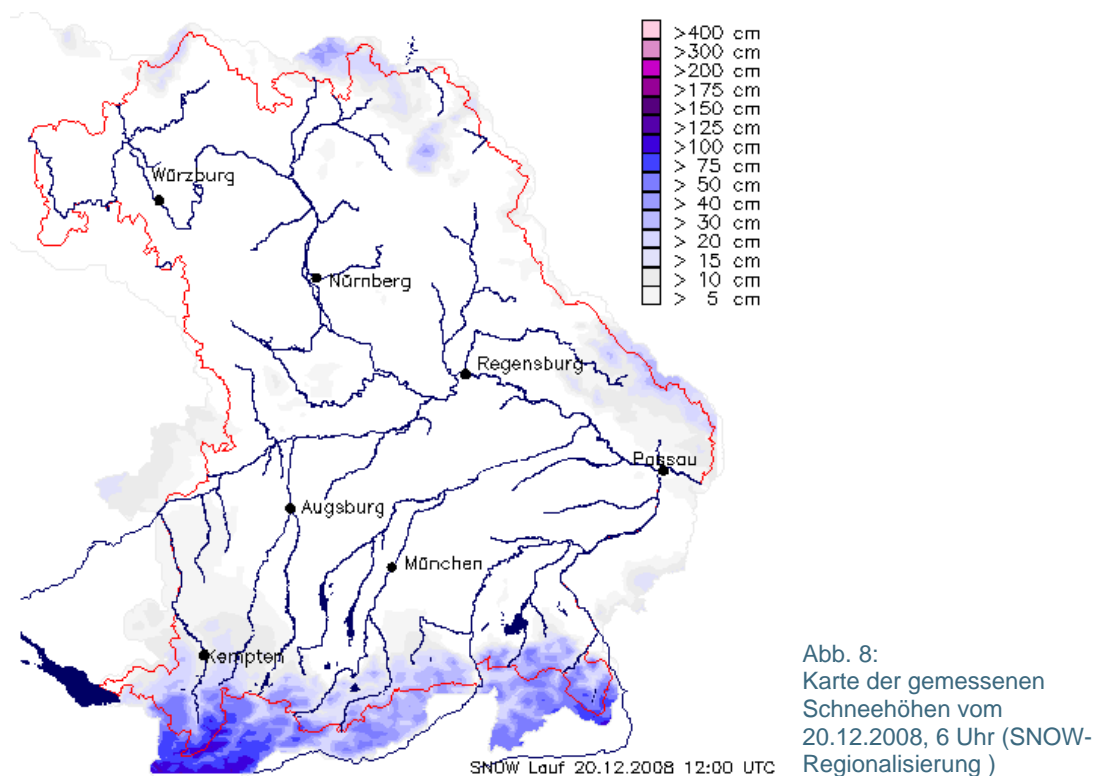 >400 cm
>300 cm
>200 cm
>175 cm
>150 cm
>125 cm
>100 cm
> 75 cm
> 50 cm
> 40 cm
> 30 cm
> 20 cm
> 15 cm
> 10 cm
> 5 cm
Würzburg
Nürnberg
Regensburg
Passau
Augsburg
München
Kempten
SNOW Lauf 20.12.2008 12:00 UTC
Abb. 8:
Karte der gemessenen
Schneehöhen vom
20.12.2008, 6 Uhr (SNOW-
Regionalisierung )